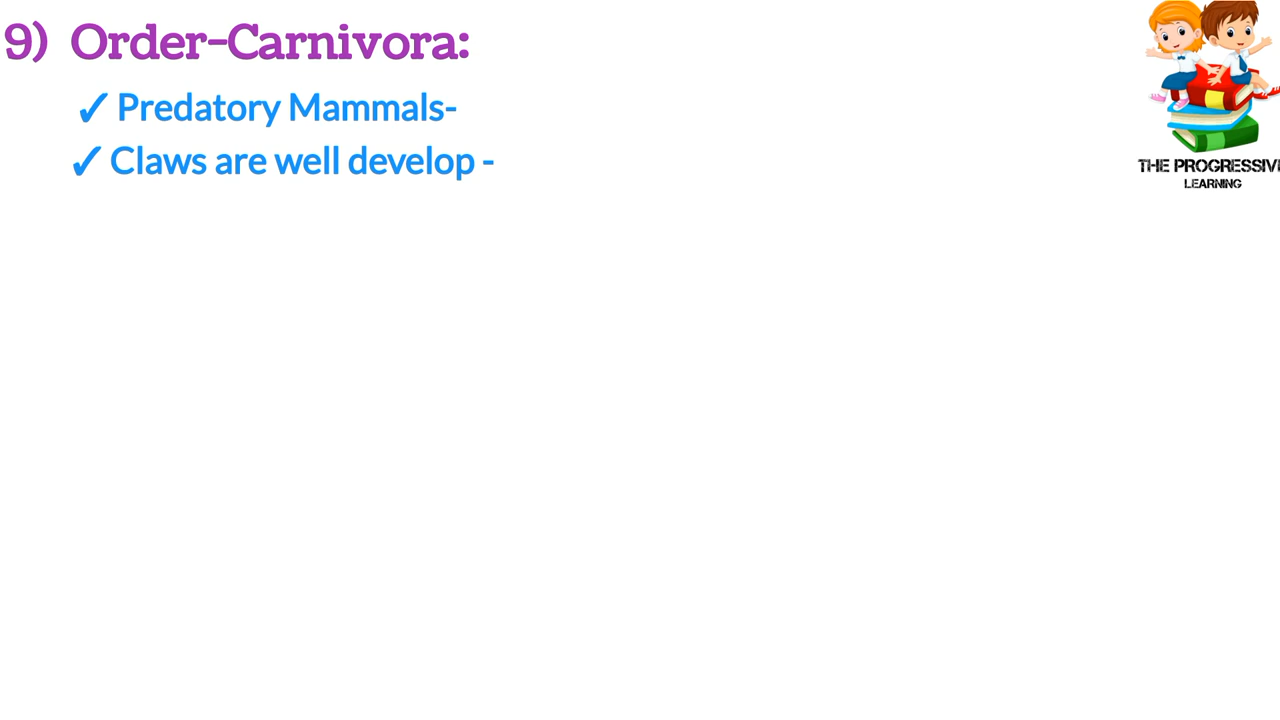 9) Order-Carnivora:
✓ Predatory Mammals-
✓ Claws are well develop -
THE PROGRESSIVE
LEARNING